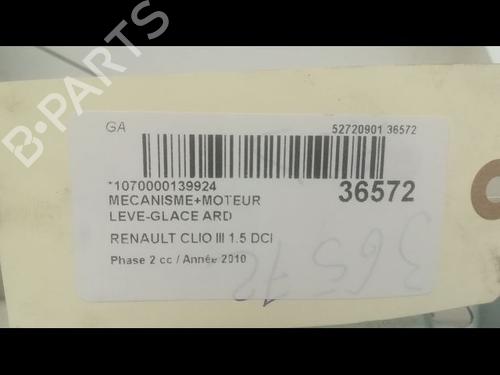 B-PARTS
GA
52720901 36572
*1070000139924
36572
MECANISME+MOTEUR
LEVE-GLACE ARD
RENAULT CLIO III 1.5 DCI
Phase 2 cc / Année 2010
36572